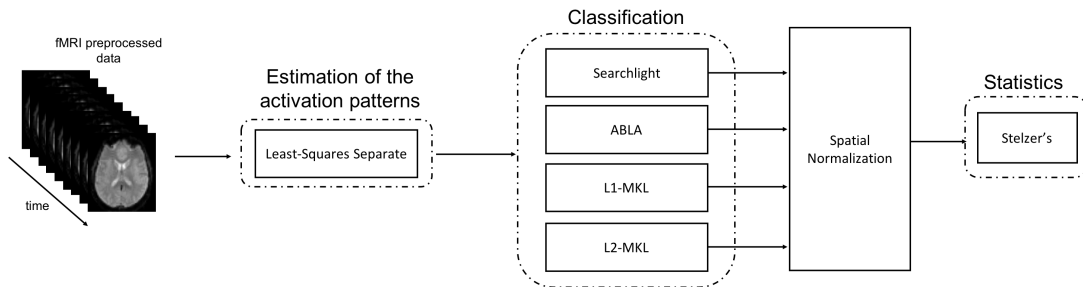 fMRI preprocessed
data
time
Estimation of the
activation patterns
Least-Squares Separate
Classification
Searchlight
ABLA
L1-MKL
L2-MKL
Spatial
Normalization
Statistics
Stelzer's